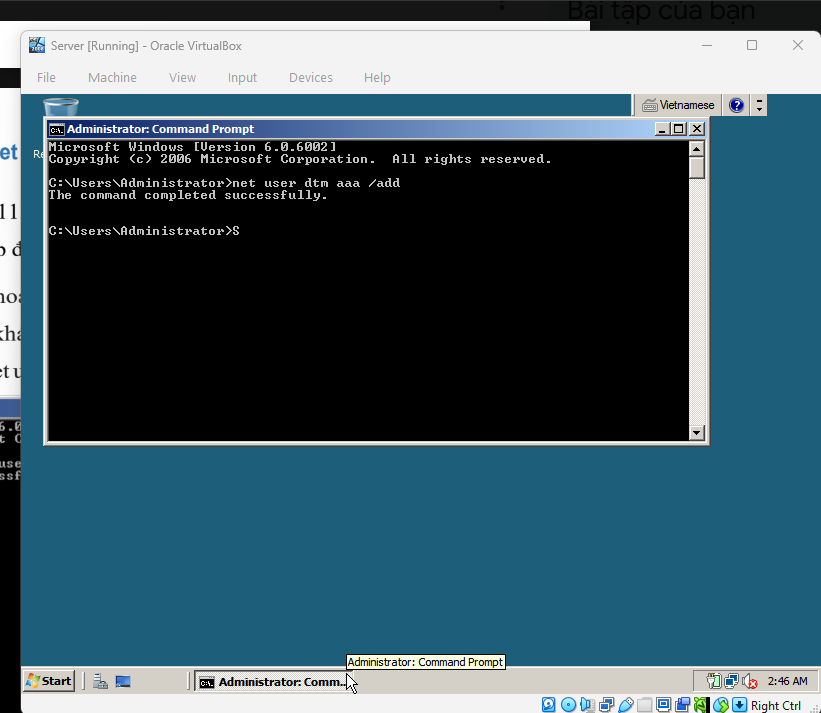 Bài tập của bạn
Server [Running] - Oracle VirtualBox
File Machine View Input Devices Help
Vietnamese
Administrator: Command Prompt
Microsoft Windows [Version 6.0.6002]
Copyright (c) 2006 Microsoft Corporation.  All rights reserved.
C:\Users\Administrator>net user dtm aaa /add
The command completed successfully.
C:\Users\Administrator>S
Administrator: Command Prompt
Start
Administrator: Comm...
2:46 AM
Right Ctrl